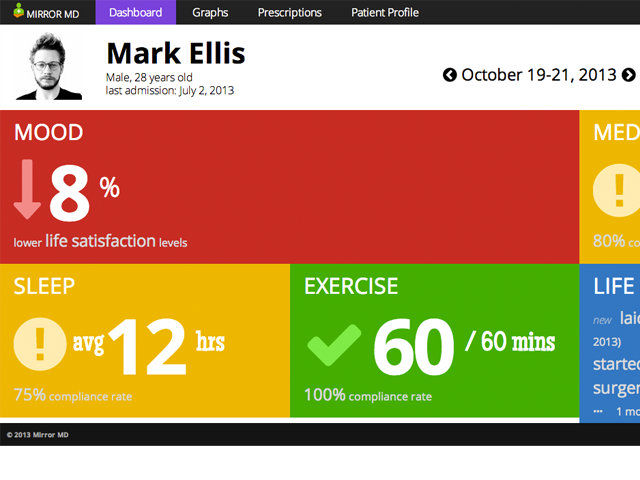 MIRROR MD Dashboard Graphs Prescriptions Patient Profile
Mark Ellis
Male, 28 years old
last admission: July 2, 2013
October 19-21, 2013
MOOD
8 %
lower life satisfaction levels
MED
!
80% co
SLEEP
! avg 12 hrs
75% compliance rate
EXERCISE
60 / 60 mins
100% compliance rate
LIFE
new laid
2013)
started
surger
••• 1 mo
© 2013 Mirror MD